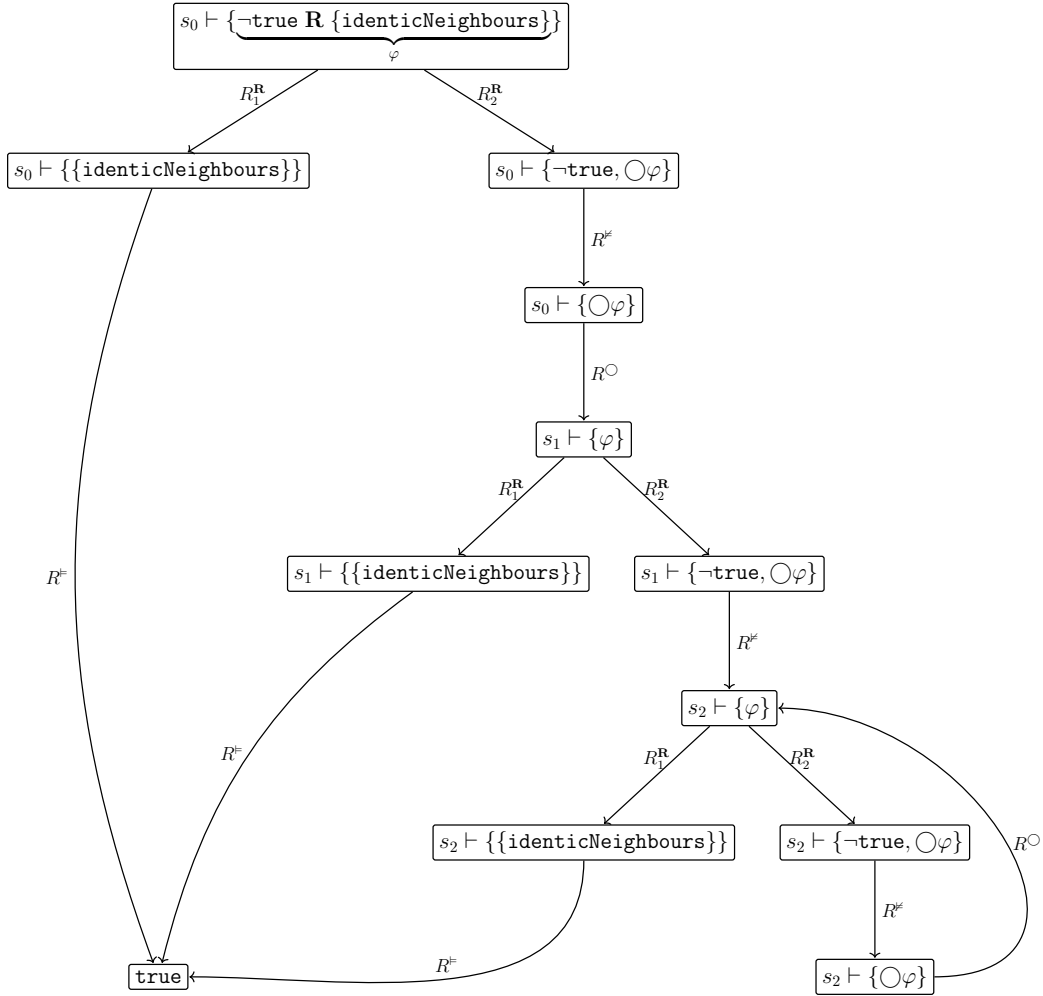 s₀ ⊢ {¬true R {identicNeighbours}}
φ
R₁ᴿ R₂ᴿ
s₀ ⊢ {{identicNeighbours}} s₀ ⊢ {¬true, ◯φ}
R^⊭
s₀ ⊢ {◯φ}
R^◯
s₁ ⊢ {φ}
R₁ᴿ R₂ᴿ
R^⊨ s₁ ⊢ {{identicNeighbours}} s₁ ⊢ {¬true, ◯φ}
R^⊭
s₂ ⊢ {φ}
R^⊨ R₁ᴿ R₂ᴿ
s₂ ⊢ {{identicNeighbours}} s₂ ⊢ {¬true, ◯φ} R^◯
R^⊭
R^⊨
true s₂ ⊢ {◯φ}